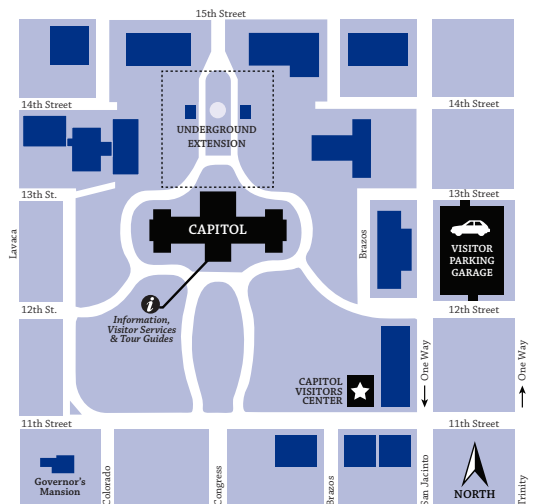 15th Street
14th Street
14th Street
UNDERGROUND
EXTENSION
13th St.
13th Street
CAPITOL
VISITOR
PARKING
GARAGE
Lavaca
Brazos
12th St.
12th Street
Information,
Visitor Services
& Tour Guides
One Way
One Way
CAPITOL
VISITORS
CENTER
11th Street
11th Street
Governor's
Mansion
Colorado
Congress
Brazos
San Jacinto
NORTH
Trinity